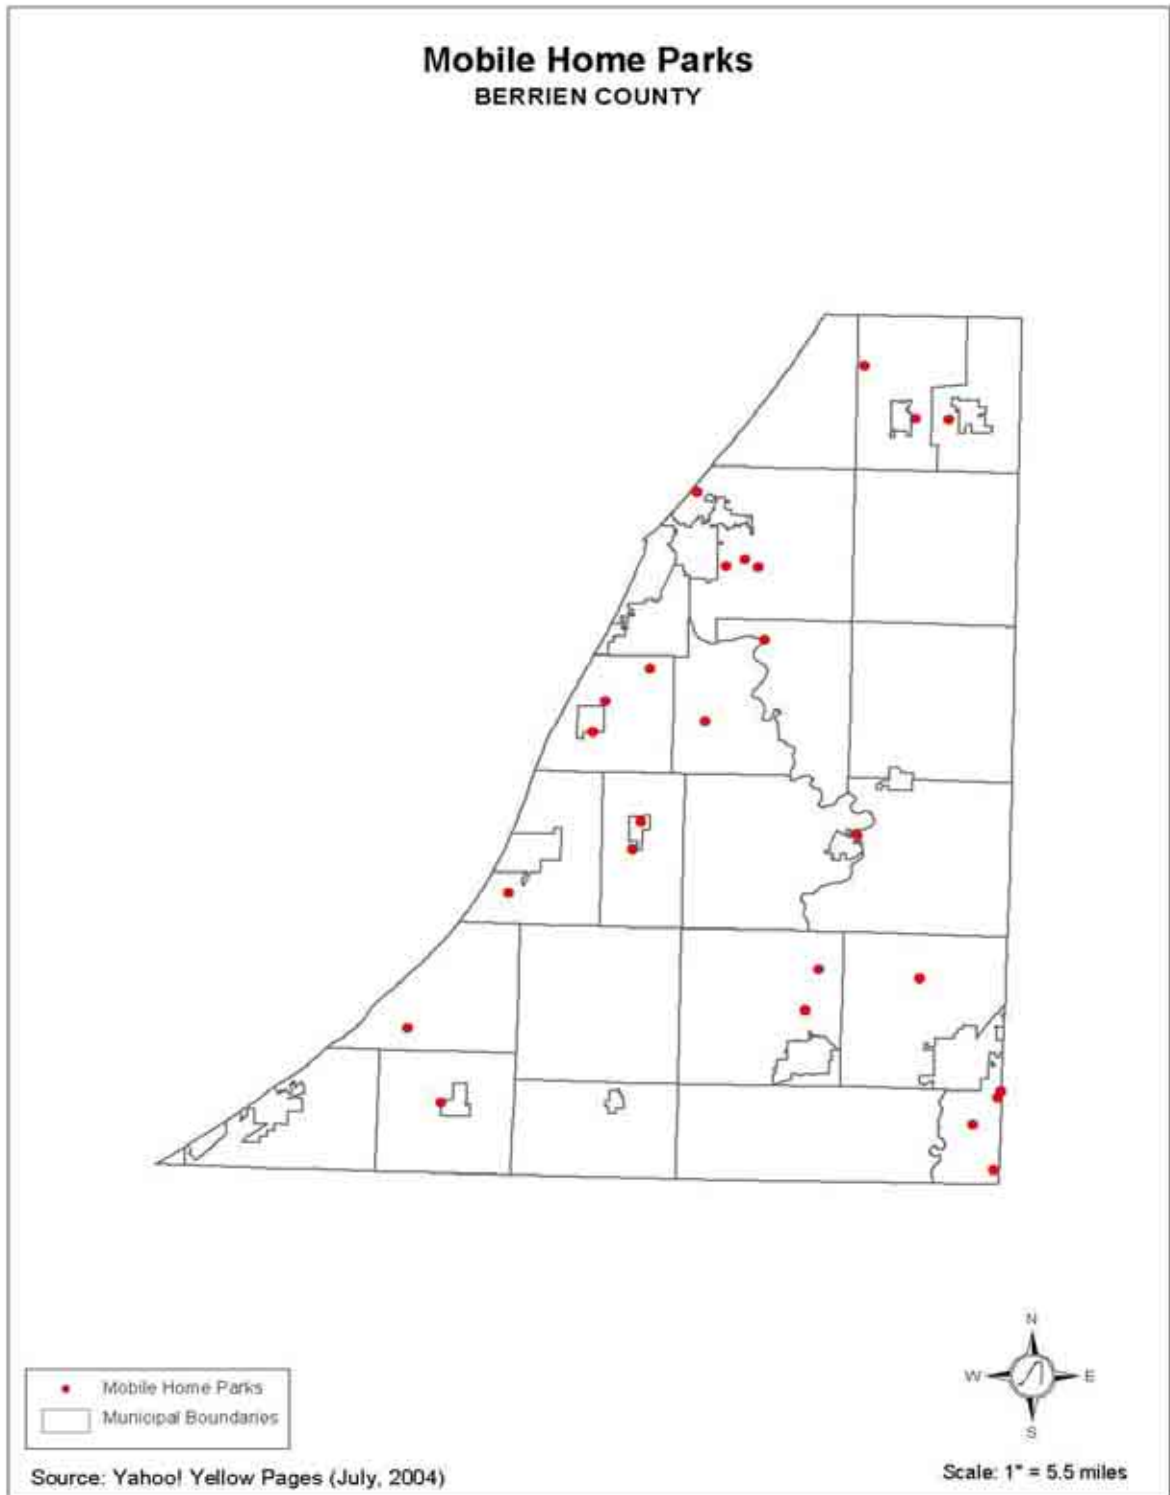 Mobile Home Parks
BERRIEN COUNTY
N
W E
S
Mobile Home Parks
Municipal Boundaries
Source: Yahoo! Yellow Pages (July, 2004)
Scale: 1" = 5.5 miles